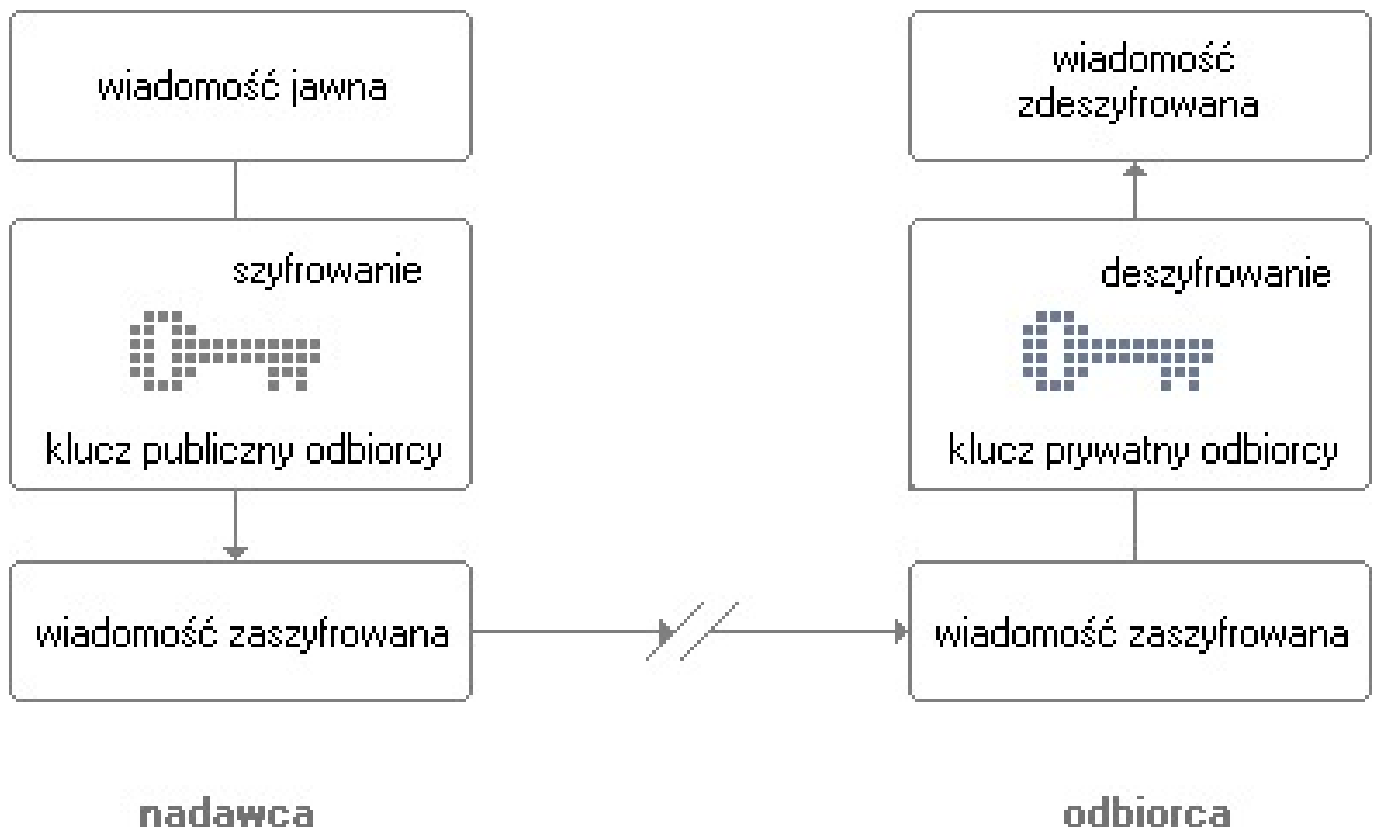 wiadomość jawna
szyfrowanie
klucz publiczny odbiorcy
wiadomość zaszyfrowana
nadawca
wiadomość
zdeszyfrowana
deszyfrowanie
klucz prywatny odbiorcy
wiadomość zaszyfrowana
odbiorca